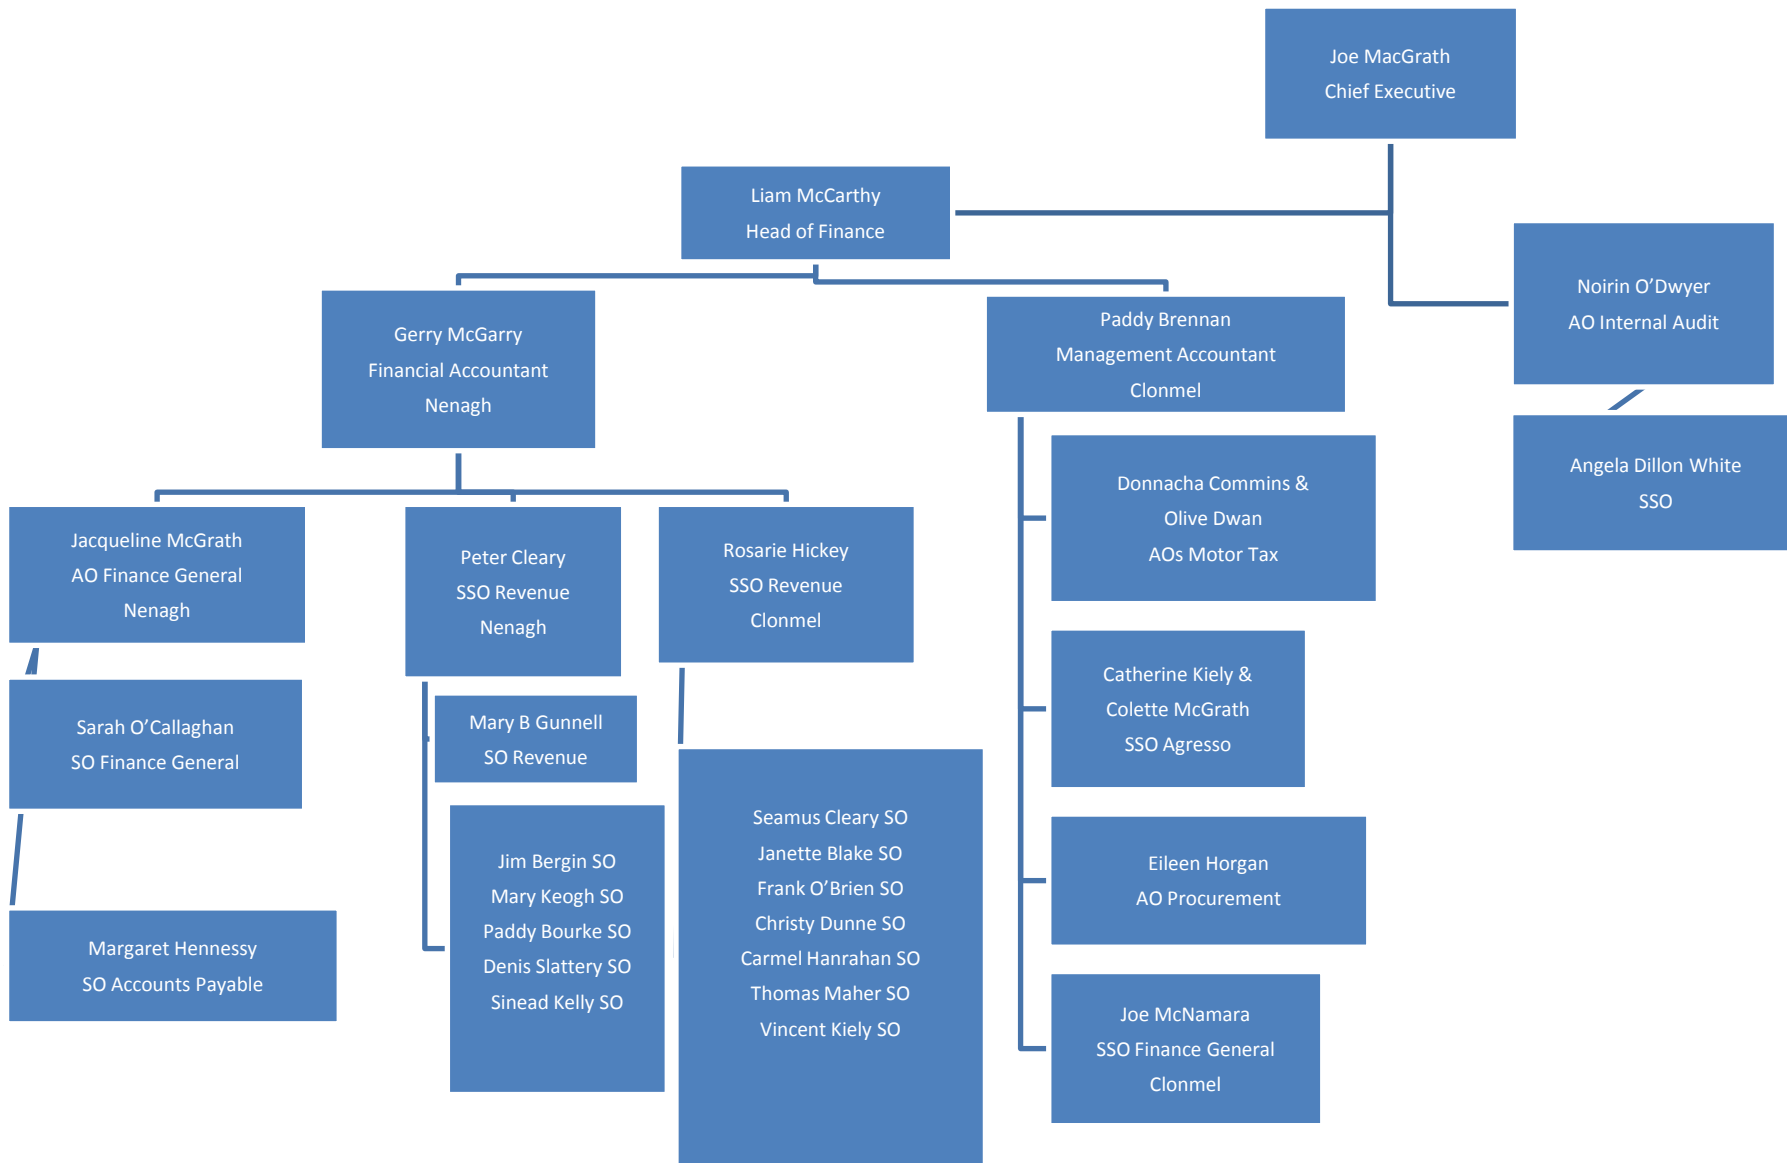 Joe MacGrath
Chief Executive
Liam McCarthy
Head of Finance
Noirin O’Dwyer
AO Internal Audit
Angela Dillon White
SSO
Gerry McGarry
Financial Accountant
Nenagh
Paddy Brennan
Management Accountant
Clonmel
Jacqueline McGrath
AO Finance General
Nenagh
Sarah O’Callaghan
SO Finance General
Margaret Hennessy
SO Accounts Payable
Peter Cleary
SSO Revenue
Nenagh
Mary B Gunnell
SO Revenue
Jim Bergin SO
Mary Keogh SO
Paddy Bourke SO
Denis Slattery SO
Sinead Kelly SO
Rosarie Hickey
SSO Revenue
Clonmel
Seamus Cleary SO
Janette Blake SO
Frank O’Brien SO
Christy Dunne SO
Carmel Hanrahan SO
Thomas Maher SO
Vincent Kiely SO
Donnacha Commins &
Olive Dwan
AOs Motor Tax
Catherine Kiely &
Colette McGrath
SSO Agresso
Eileen Horgan
AO Procurement
Joe McNamara
SSO Finance General
Clonmel